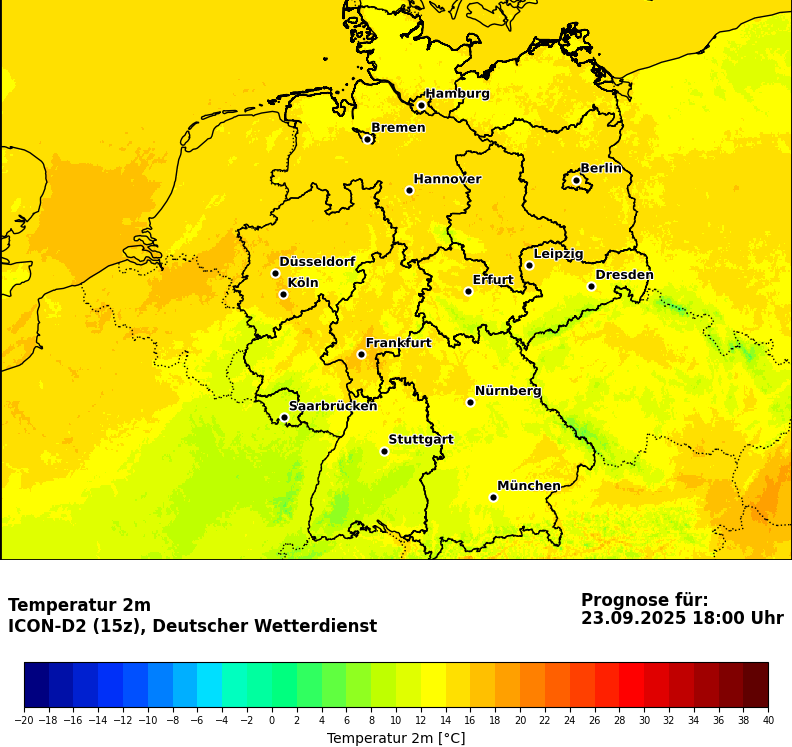 Hamburg
Bremen
Berlin
Hannover
Leipzig
Düsseldorf
Dresden
Köln
Erfurt
Frankfurt
Nürnberg
Saarbrücken
Stuttgart
München
Temperatur 2m
ICON-D2 (15z), Deutscher Wetterdienst
Prognose für:
23.09.2025 18:00 Uhr
−20 −18 −16 −14 −12 −10 −8 −6 −4 −2 0 2 4 6 8 10 12 14 16 18 20 22 24 26 28 30 32 34 36 38 40
Temperatur 2m [°C]